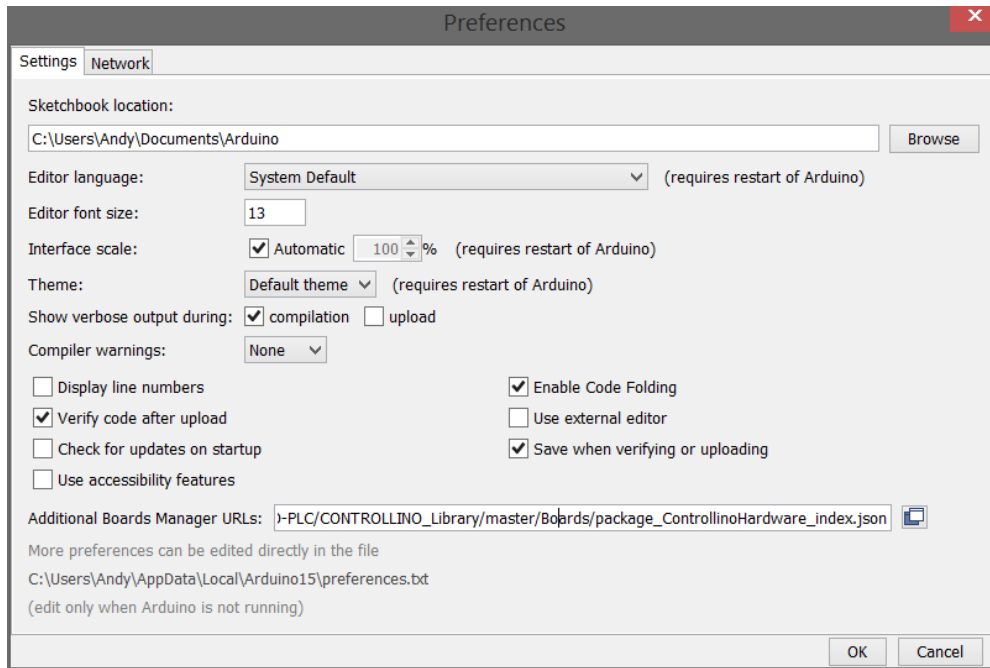 Preferences
Settings Network
Sketchbook location:
C:\Users\Andy\Documents\Arduino Browse
Editor language: System Default (requires restart of Arduino)
Editor font size: 13
Interface scale: Automatic 100 % (requires restart of Arduino)
Theme: Default theme (requires restart of Arduino)
Show verbose output during: compilation upload
Compiler warnings: None
Display line numbers Enable Code Folding
Verify code after upload Use external editor
Check for updates on startup Save when verifying or uploading
Use accessibility features
Additional Boards Manager URLs: -PLC/CONTROLLINO_Library/master/Boards/package_ControllinoHardware_index.json
More preferences can be edited directly in the file
C:\Users\Andy\AppData\Local\Arduino15\preferences.txt
(edit only when Arduino is not running)
OK Cancel